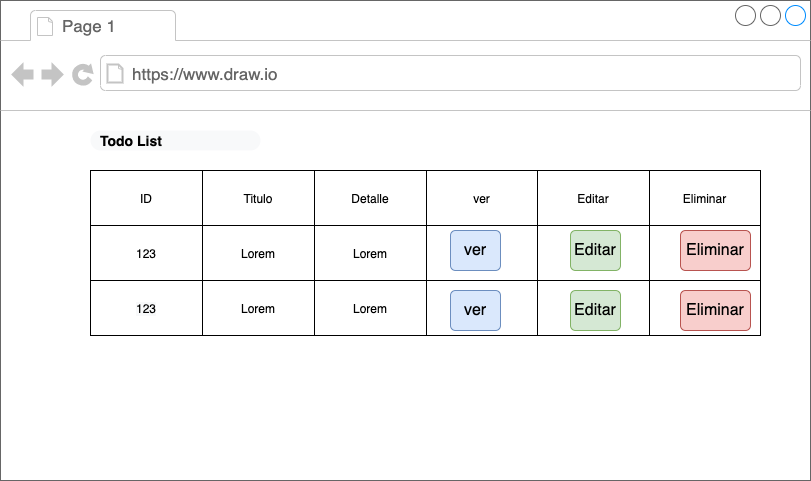 Page 1
https://www.draw.io
Todo List
ID Titulo Detalle ver Editar Eliminar
123 Lorem Lorem ver Editar Eliminar
123 Lorem Lorem ver Editar Eliminar